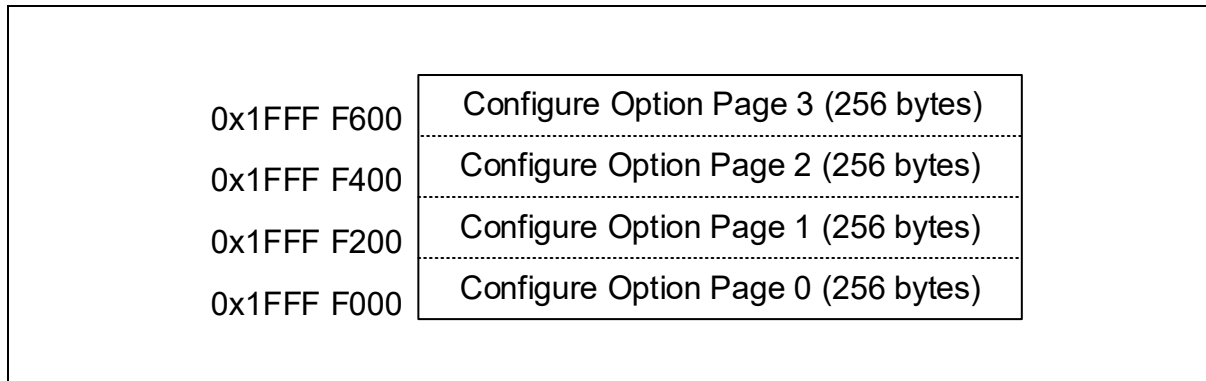 Configure Option Page 3 (256 bytes)
0x1FFF F600
Configure Option Page 2 (256 bytes)
0x1FFF F400
Configure Option Page 1 (256 bytes)
0x1FFF F200
Configure Option Page 0 (256 bytes)
0x1FFF F000